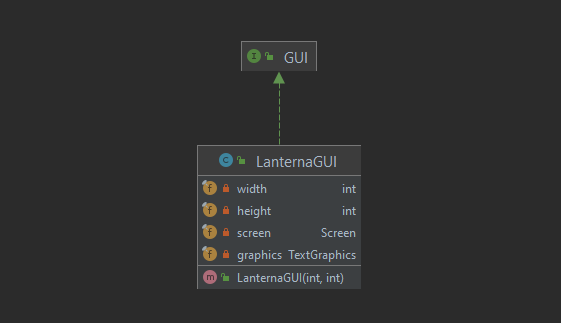 I GUI
C LanternaGUI
f width int
f height int
f screen Screen
f graphics TextGraphics
m LanternaGUI(int, int)